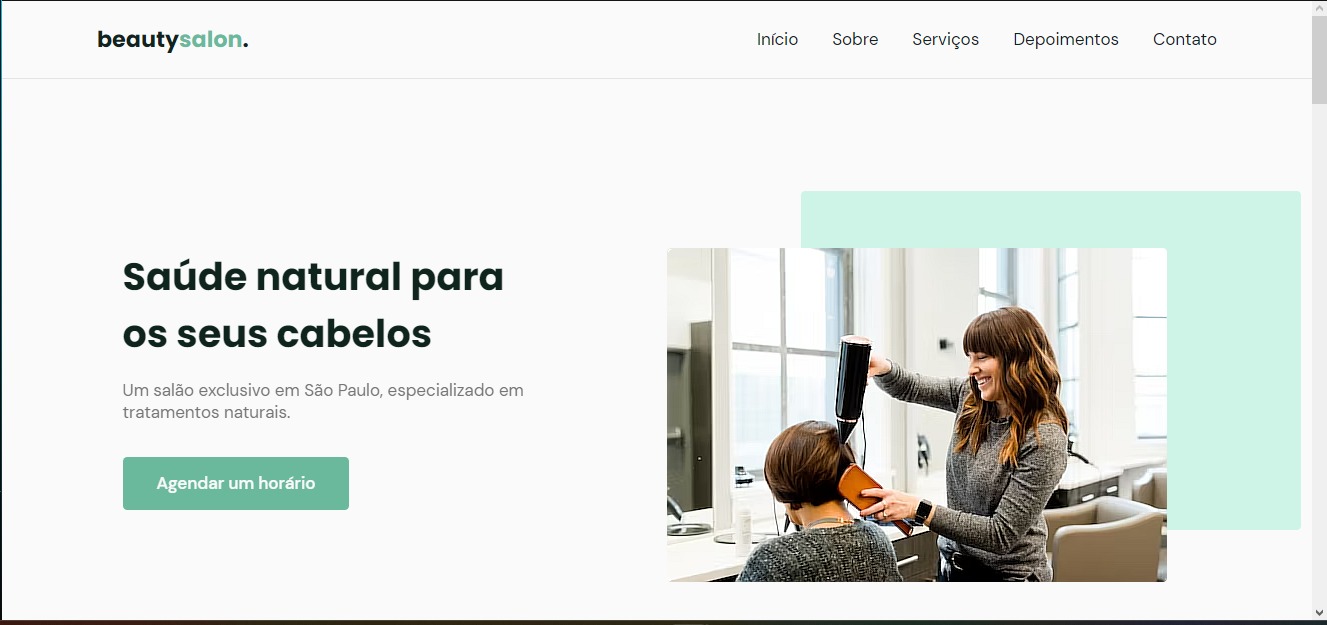 beautysalon.
Início Sobre Serviços Depoimentos Contato
Saúde natural para
os seus cabelos
Um salão exclusivo em São Paulo, especializado em
tratamentos naturais.
Agendar um horário